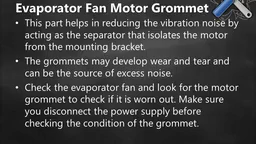 Evaporator Fan Motor Grommet
• This part helps in reducing the vibration noise by
acting as the separator that isolates the motor
from the mounting bracket.
• The grommets may develop wear and tear and
can be the source of excess noise.
• Check the evaporator fan and look for the motor
grommet to check if it is worn out. Make sure
you disconnect the power supply before
checking the condition of the grommet.